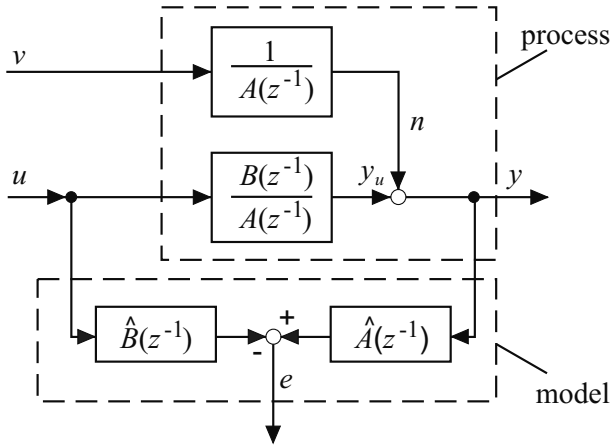 process
v
1
A(z⁻¹)
n
u
B(z⁻¹)
A(z⁻¹)
yᵤ
y
B̂(z⁻¹)
+
-
Â(z⁻¹)
e
model